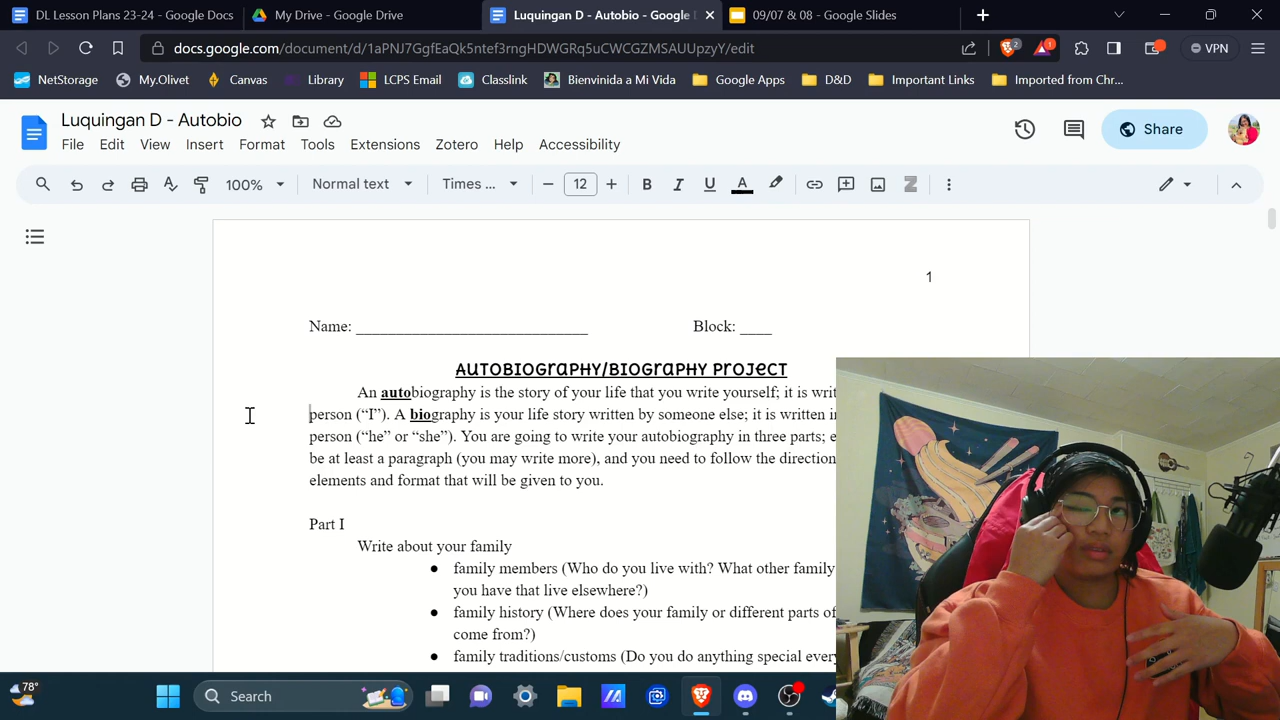 DL Lesson Plans 23-24 - Google Docs
My Drive - Google Drive
Luquingan D - Autobio - Google
09/07 & 08 - Google Slides
docs.google.com/document/d/1aPNJ7GgfEaQk5ntef3rngHDWGRq5uCWCGZMSAUUpzyY/edit
2
1
VPN
NetStorage
My.Olivet
Canvas
Library
LCPS Email
Classlink
Bienvinida a Mi Vida
Google Apps
D&D
Important Links
Imported from Chr...
Luquingan D - Autobio
Share
File Edit View Insert Format Tools Extensions Zotero Help Accessibility
100% Normal text Times ... 12 B I U A
1
Name: ____________________________ Block: ____
AUTOBIOGRAPHY/BIOGRAPHY PROJECT
An autobiography is the story of your life that you write yourself; it is writ
person (“I”). A biography is your life story written by someone else; it is written in
person (“he” or “she”). You are going to write your autobiography in three parts; e
be at least a paragraph (you may write more), and you need to follow the direction
elements and format that will be given to you.
Part I
Write about your family
● family members (Who do you live with? What other family
you have that live elsewhere?)
● family history (Where does your family or different parts of
come from?)
● family traditions/customs (Do you do anything special every
78°
Search